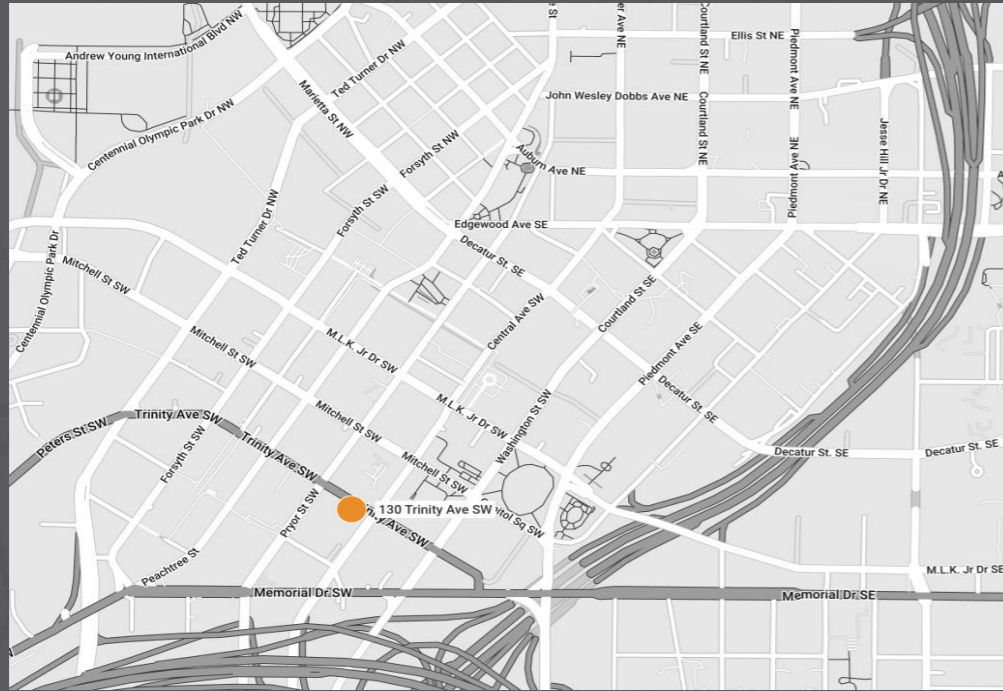 Andrew Young International Blvd NW
Ted Turner Dr NW
Marietta St NW
Centennial Olympic Park Dr NW
Forsyth St NW
Courtland St NE
Piedmont Ave NE
Ellis St NE
John Wesley Dobbs Ave NE
Courtland St NE
Auburn Ave NE
Piedmont Ave NE
Jesse Hill Jr Dr NE
Forsyth St SW
Ted Turner Dr NW
Edgewood Ave SE
Decatur St. SE
Centennial Olympic Park Dr
Mitchell St SW
Mitchell St SW
M.L.K. Jr Dr SW
Central Ave SW
Courtland St SE
Piedmont Ave SE
Decatur St. SE
Mitchell St SW
M.L.K. Jr Dr SW
Washington St SW
Decatur St. SE
Decatur St. SE
Peters St SW
Trinity Ave SW
Trinity Ave SW
Forsyth St SW
Mitchell St SW
Pryor St SW
130 Trinity Ave SW
Ave SW
Sq SW
Peachtree St
Memorial Dr SW
Memorial Dr SE
M.L.K. Jr Dr SE